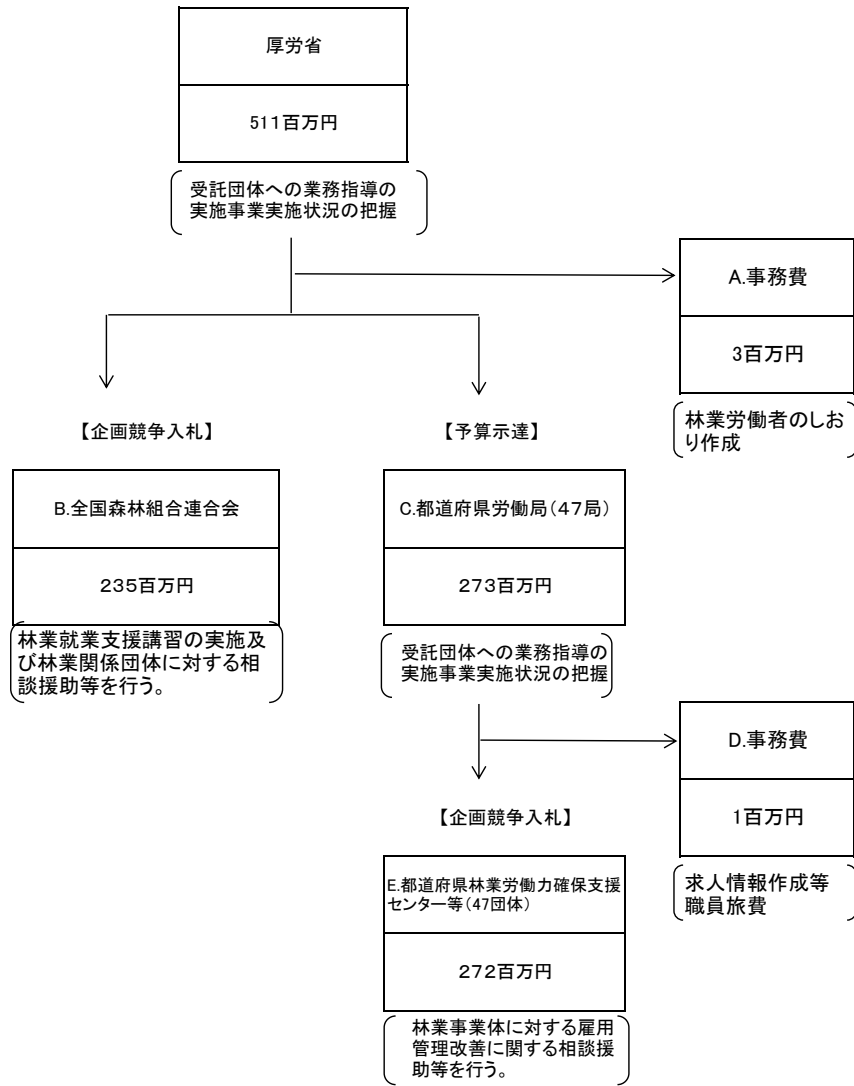 厚労省
511百万円
受託団体への業務指導の
実施事業実施状況の把握
A.事務費
3百万円
林業労働者のしお
り作成
【企画競争入札】
【予算示達】
B.全国森林組合連合会
C.都道府県労働局(47局)
235百万円
273百万円
林業就業支援講習の実施及
び林業関係団体に対する相
談援助等を行う。
受託団体への業務指導の
実施事業実施状況の把握
D.事務費
1百万円
求人情報作成等
職員旅費
【企画競争入札】
E.都道府県林業労働力確保支援
センター等(47団体)
272百万円
林業事業体に対する雇用
管理改善に関する相談援
助等を行う。